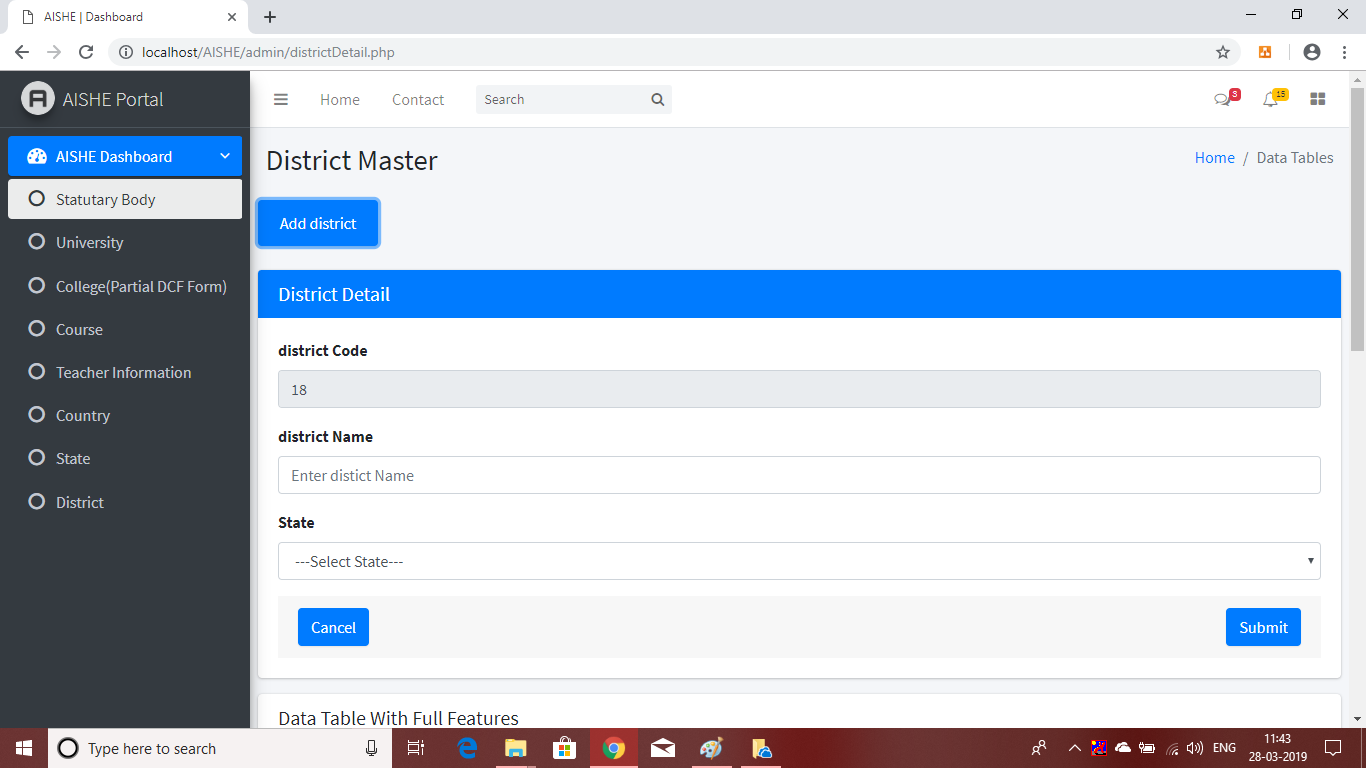 AISHE | Dashboard
localhost/AISHE/admin/districtDetail.php
AISHE Portal
Home
Contact
Search
3
15
AISHE Dashboard
Statutary Body
University
College(Partial DCF Form)
Course
Teacher Information
Country
State
District
District Master
Home / Data Tables
Add district
District Detail
district Code
18
district Name
Enter distict Name
State
---Select State---
Cancel
Submit
Data Table With Full Features
Type here to search
ENG
11:43
28-03-2019